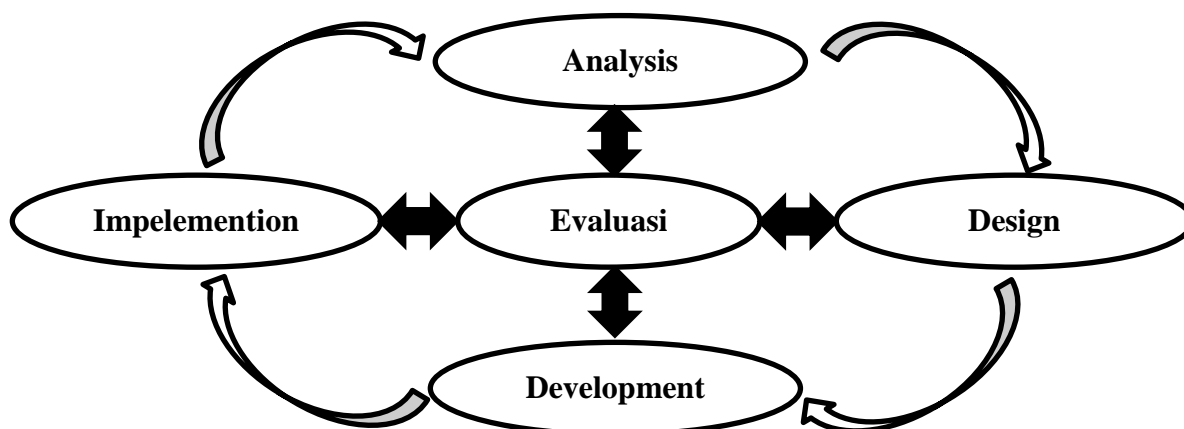 Analysis
Impelemention
Evaluasi
Design
Development